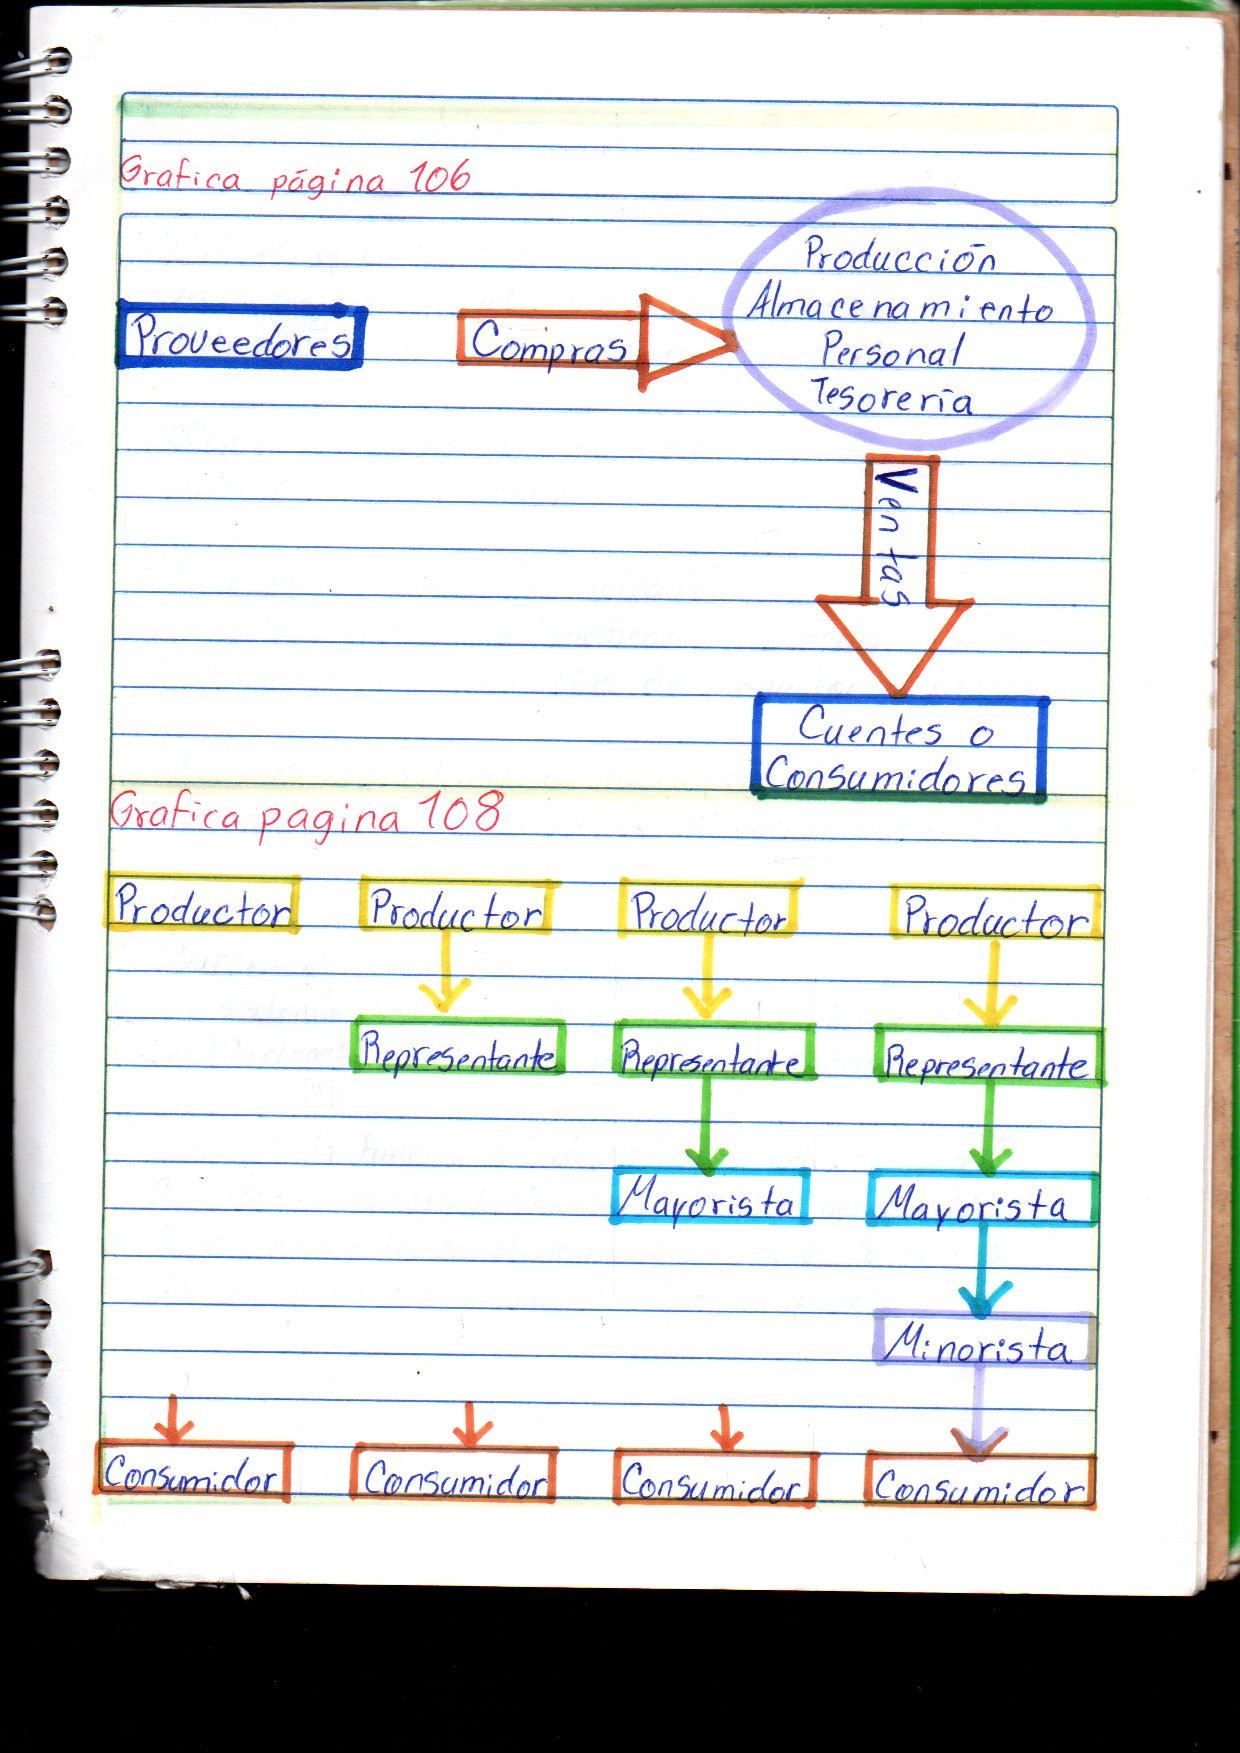 Grafica página 106
Producción
Almacenamiento
Personal
Tesorería
Proveedores
Compras
Ventas
Cuentes o
Consumidores
Grafica pagina 108
Productor Productor Productor Productor
Representante Representante Representante
Mayorista Mayorista
Minorista
Consumidor Consumidor Consumidor Consumidor